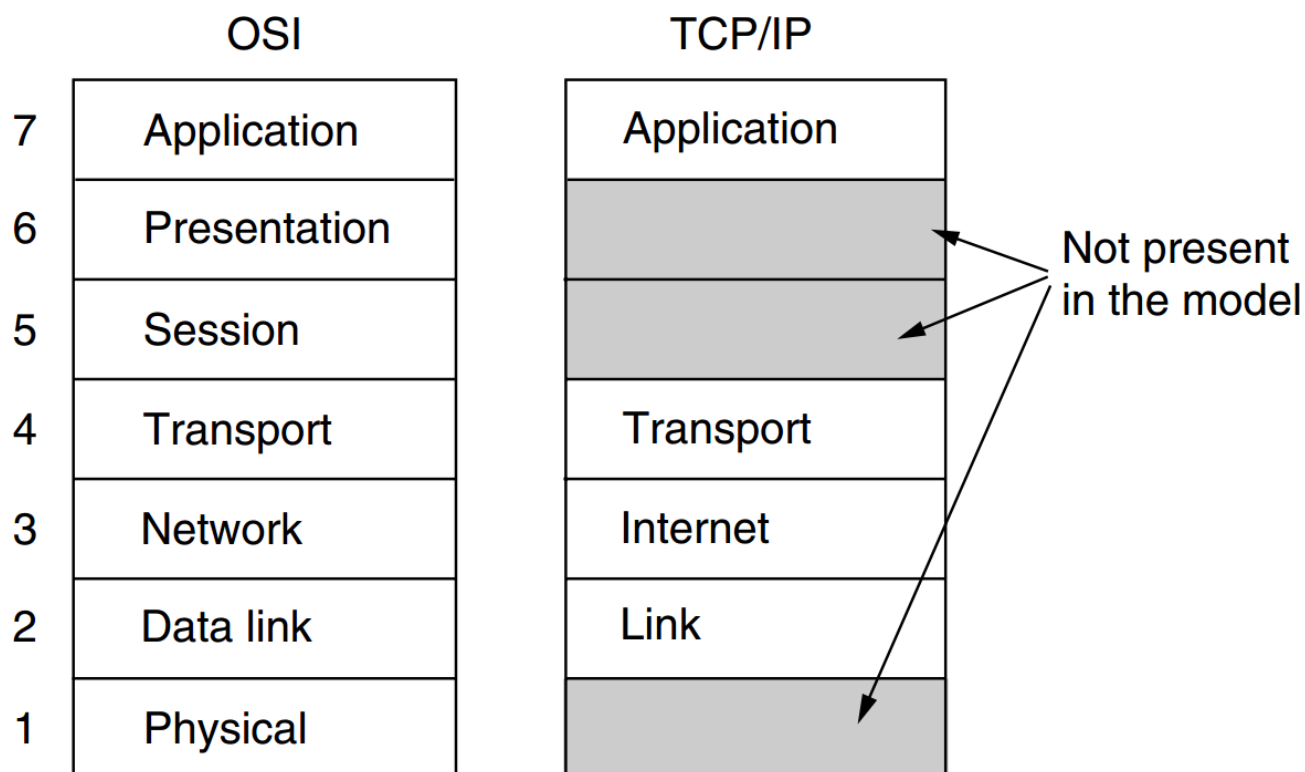 OSI TCP/IP
7 Application Application
6 Presentation
Not present
in the model
5 Session
4 Transport Transport
3 Network Internet
2 Data link Link
1 Physical